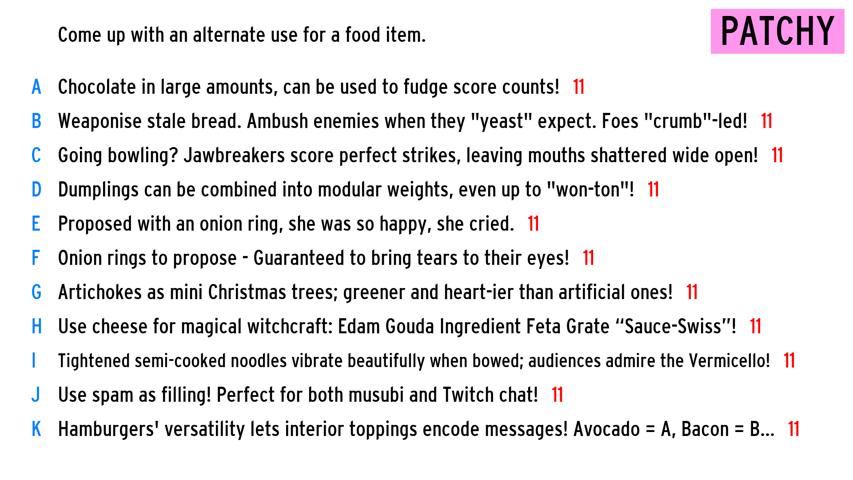 Come up with an alternate use for a food item.
PATCHY
A Chocolate in large amounts, can be used to fudge score counts! 11
B Weaponise stale bread. Ambush enemies when they "yeast" expect. Foes "crumb"-led! 11
C Going bowling? Jawbreakers score perfect strikes, leaving mouths shattered wide open! 11
D Dumplings can be combined into modular weights, even up to "won-ton"! 11
E Proposed with an onion ring, she was so happy, she cried. 11
F Onion rings to propose - Guaranteed to bring tears to their eyes! 11
G Artichokes as mini Christmas trees; greener and heart-ier than artificial ones! 11
H Use cheese for magical witchcraft: Edam Gouda Ingredient Feta Grate “Sauce-Swiss”! 11
I Tightened semi-cooked noodles vibrate beautifully when bowed; audiences admire the Vermicello! 11
J Use spam as filling! Perfect for both musubi and Twitch chat! 11
K Hamburgers' versatility lets interior toppings encode messages! Avocado = A, Bacon = B... 11